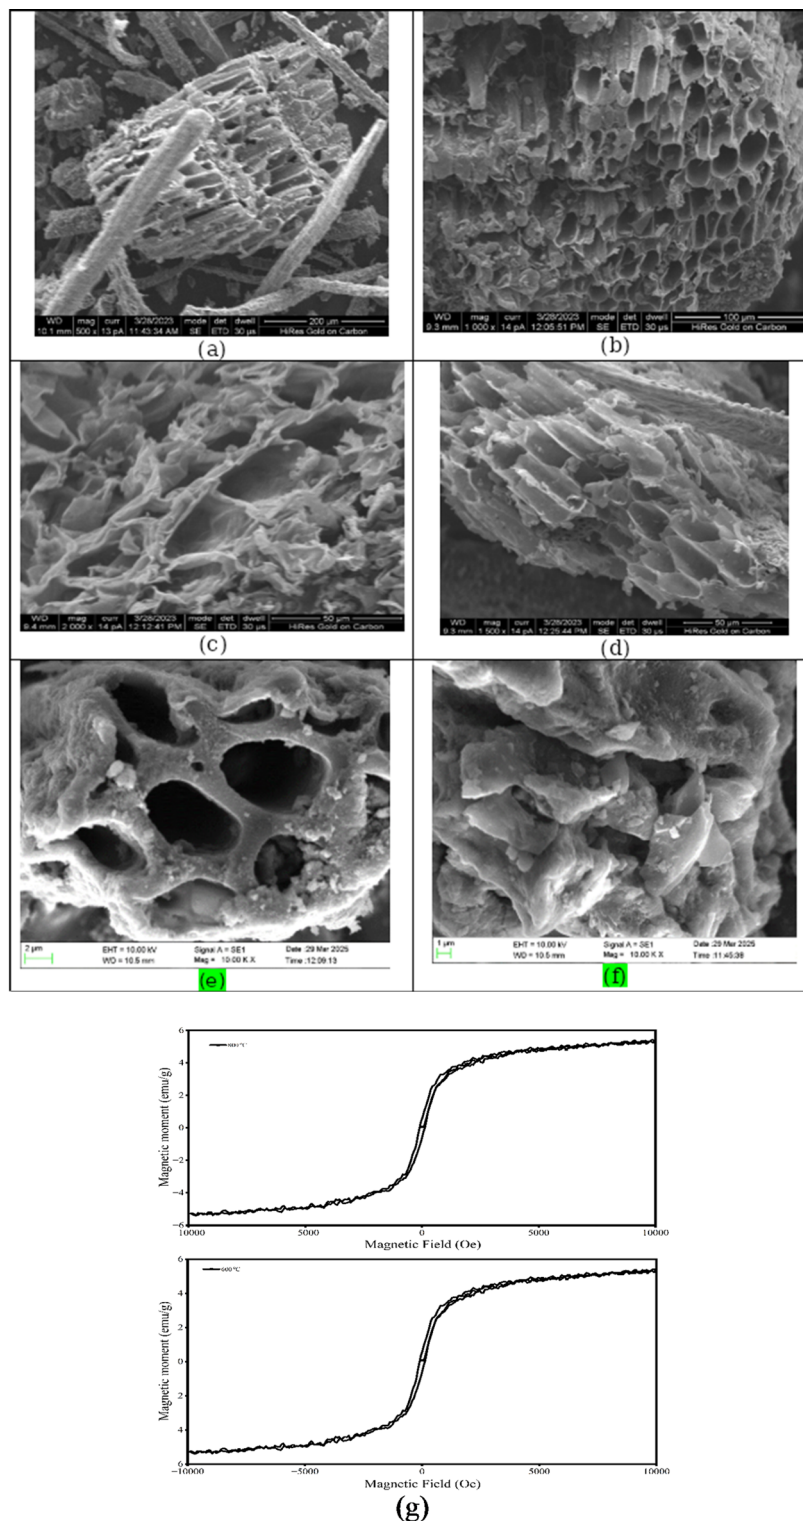 WD mag curr 3/28/2023 mode det dwell 200 µm
10.1 mm 500 x 13 pA 11:43:34 AM SE ETD 30 µs HiRes Gold on Carbon
(a)
WD mag curr 3/28/2023 mode det dwell 100 µm
9.3 mm 1 000 x 14 pA 12:05:51 PM SE ETD 30 µs HiRes Gold on Carbon
(b)
WD mag curr 3/28/2023 mode det dwell 50 µm
9.4 mm 2 000 x 14 pA 12:12:41 PM SE ETD 30 µs HiRes Gold on Carbon
(c)
WD mag curr 3/28/2023 mode det dwell 50 µm
9.3 mm 1 500 x 14 pA 12:25:44 PM SE ETD 30 µs HiRes Gold on Carbon
(d)
2 µm EHT = 10.00 kV Signal A = SE1 Date :29 Mar 2025
WD = 10.5 mm Mag = 10.00 K X Time :12:09:13
(e)
1 µm EHT = 10.00 kV Signal A = SE1 Date :29 Mar 2025
WD = 10.5 mm Mag = 10.00 K X Time :11:45:38
(f)
6
4
2
0
−2
−4
−6
Magnetic moment (emu/g)
10000 5000 0 5000 10000
Magnetic Field (Oe)
6
4
2
0
2
4
6
Magnetic moment (emu/g)
600°C
−10000 −5000 0 5000 10000
Magnetic Field (Oe)
(g)